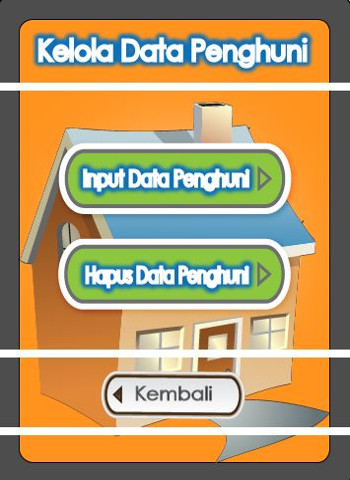 Kelola Data Penghuni
Input Data Penghuni
Hapus Data Penghuni
Kembali